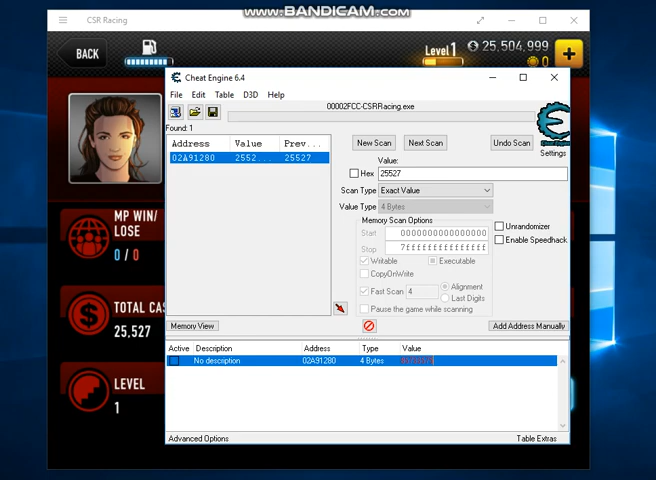 WWW.BANDICAM.COM
CSR Racing
BACK
Level 1
25,504,999
0
Cheat Engine 6.4
File Edit Table D3D Help
00002FCC-CSRRacing.exe
Found: 1
Address Value Prev...
02A91280 2552... 25527
New Scan Next Scan Undo Scan
Settings
Value:
Hex 25527
Scan Type Exact Value
Value Type 4 Bytes
Memory Scan Options
Start 0000000000000000
Stop 7fffffffffffffff
Writable Executable
CopyOnWrite
Fast Scan 4 Alignment
Last Digits
Pause the game while scanning
Unrandomizer
Enable Speedhack
Memory View
Add Address Manually
Active Description Address Type Value
No description 02A91280 4 Bytes
Advanced Options
Table Extras
MP WIN/
LOSE
0 / 0
TOTAL CAS
25,527
LEVEL
1